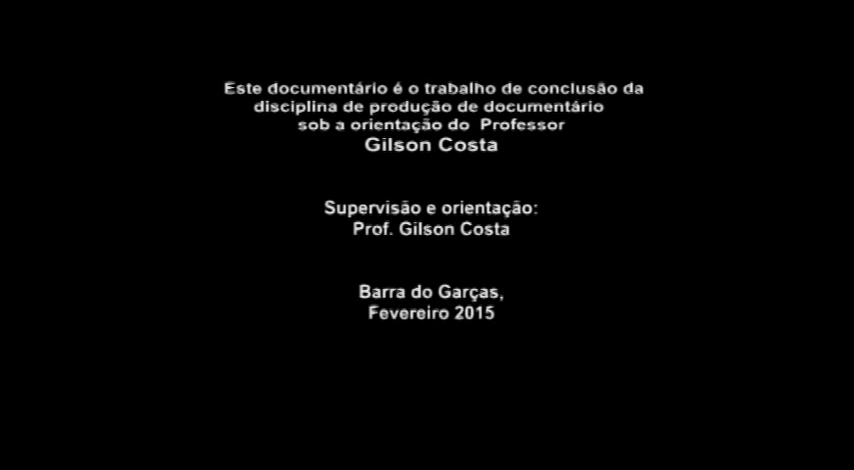 Este documentário é o trabalho de conclusão da
disciplina de produção de documentário
sob a orientação do Professor
Gilson Costa
Supervisão e orientação:
Prof. Gilson Costa
Barra do Garças,
Fevereiro 2015